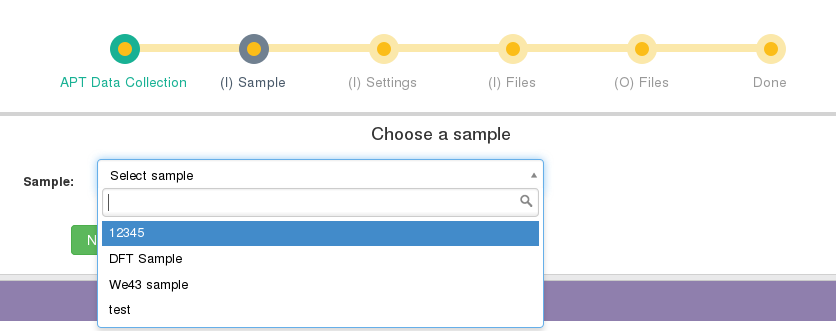 APT Data Collection (I) Sample (I) Settings (I) Files (O) Files Done
Choose a sample
Sample: Select sample
12345
DFT Sample
We43 sample
test